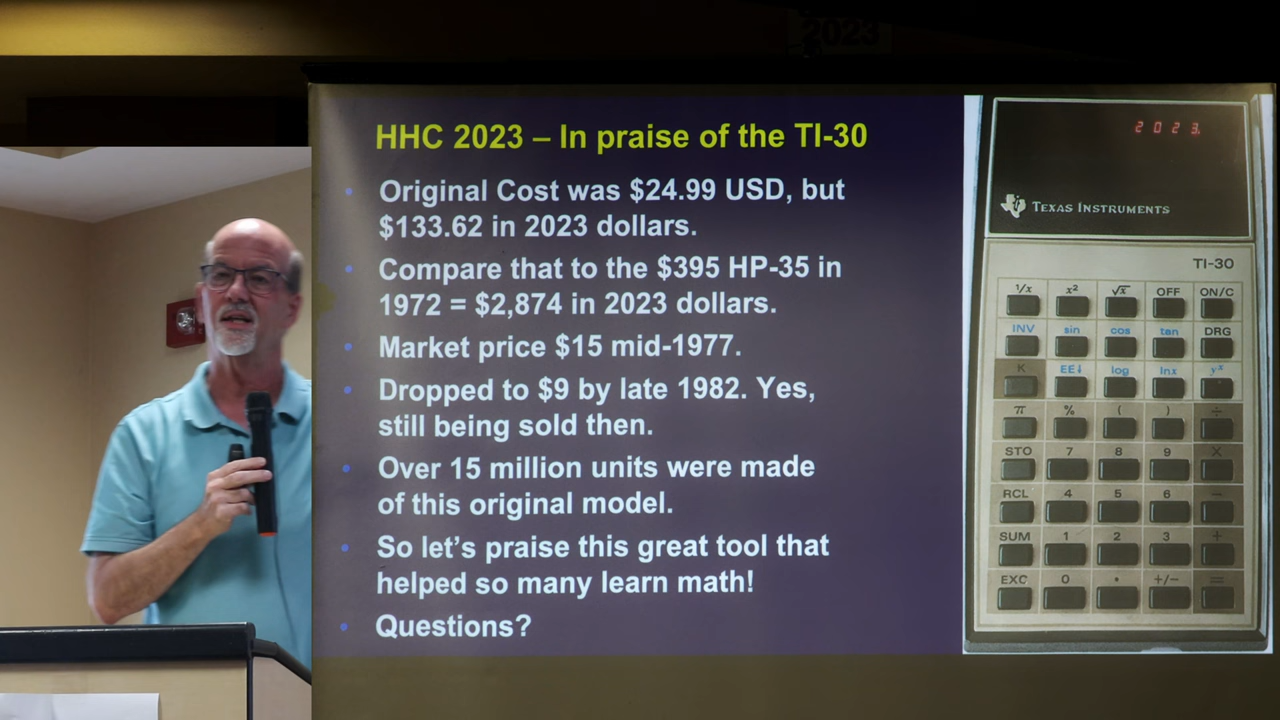 2023
HHC 2023 – In praise of the TI-30
• Original Cost was $24.99 USD, but
$133.62 in 2023 dollars.
• Compare that to the $395 HP-35 in
1972 = $2,874 in 2023 dollars.
• Market price $15 mid-1977.
• Dropped to $9 by late 1982. Yes,
still being sold then.
• Over 15 million units were made
of this original model.
• So let's praise this great tool that
helped so many learn math!
• Questions?
2023.
TEXAS INSTRUMENTS
TI-30
1/x x² √x OFF ON/C
INV sin cos tan DRG
K EE↓ log lnx yˣ
π % ( ) ÷
STO 7 8 9 X
RCL 4 5 6 −
SUM 1 2 3 +
EXC 0 • +/− =